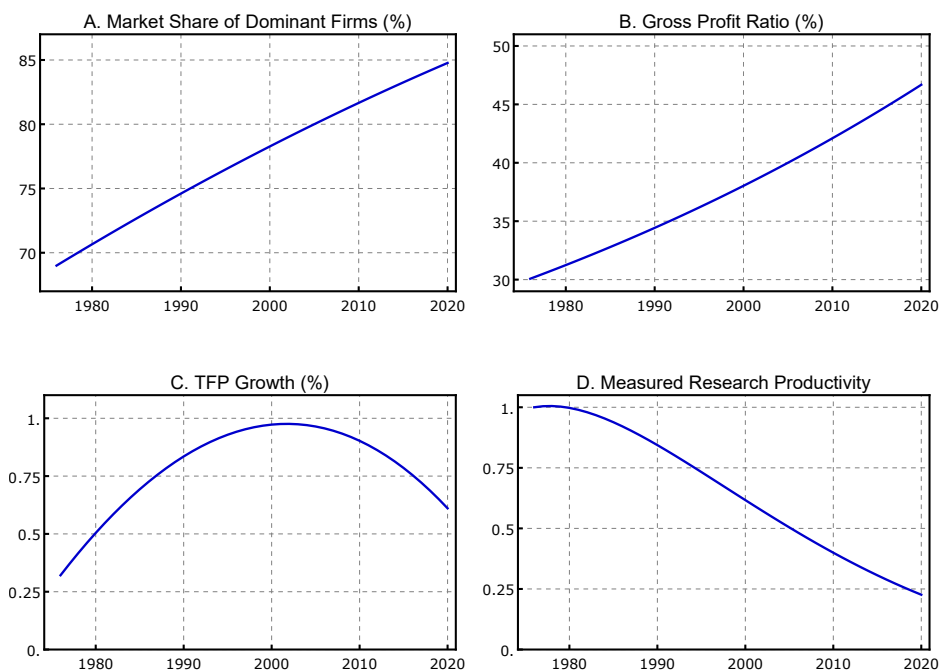 A. Market Share of Dominant Firms (%)
85
80
75
70
1980 1990 2000 2010 2020
B. Gross Profit Ratio (%)
50
45
40
35
30
1980 1990 2000 2010 2020
C. TFP Growth (%)
1.
0.75
0.5
0.25
0.
1980 1990 2000 2010 2020
D. Measured Research Productivity
1.
0.75
0.5
0.25
0.
1980 1990 2000 2010 2020